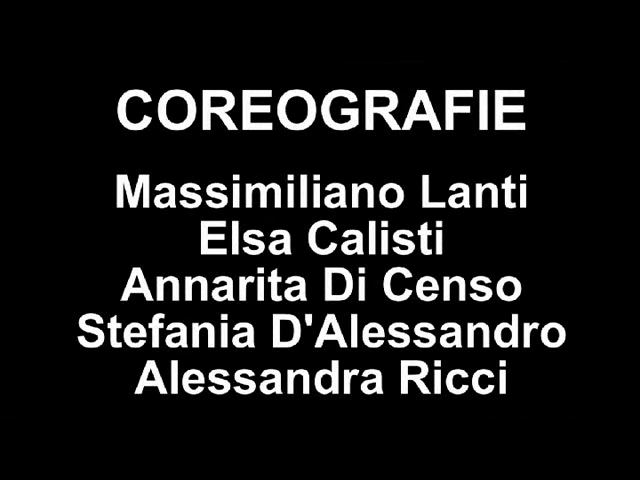 COREOGRAFIE
Massimiliano Lanti
Elsa Calisti
Annarita Di Censo
Stefania D'Alessandro
Alessandra Ricci